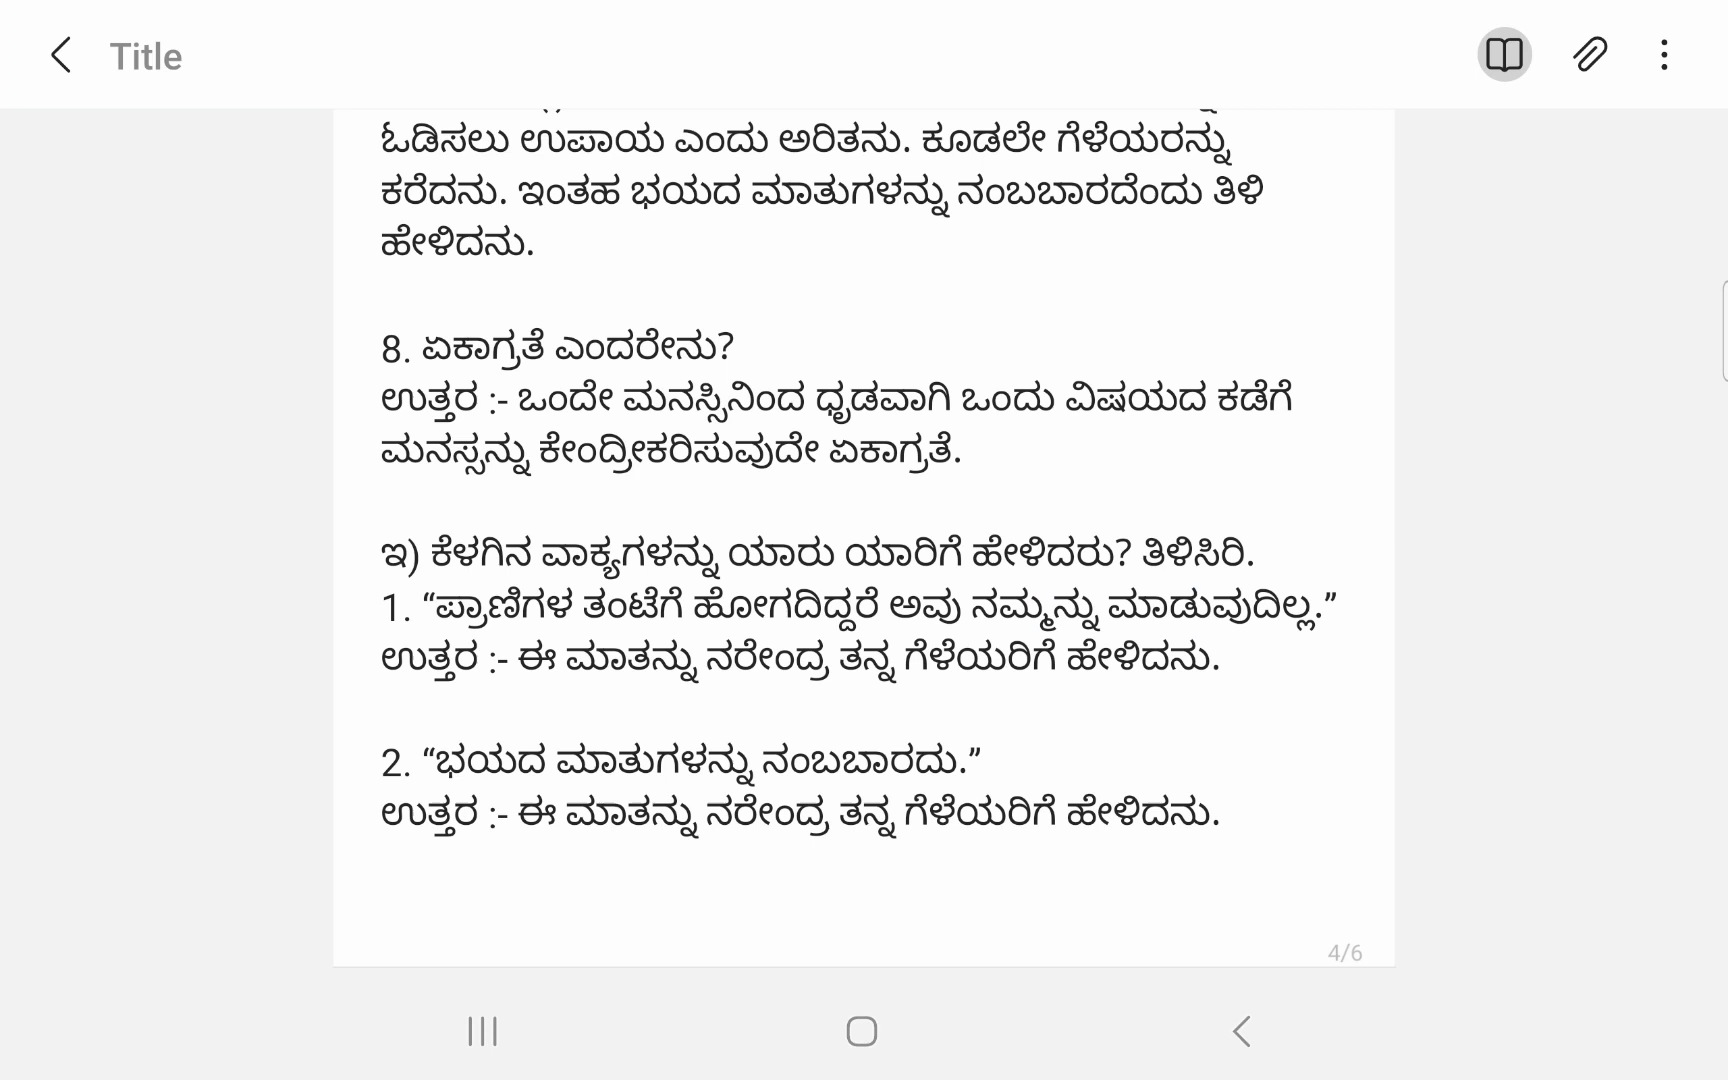 Title
ಓಡಿಸಲು ಉಪಾಯ ಎಂದು ಅರಿತನು. ಕೂಡಲೇ ಗೆಳೆಯರನ್ನು
ಕರೆದನು. ಇಂತಹ ಭಯದ ಮಾತುಗಳನ್ನು ನಂಬಬಾರದೆಂದು ತಿಳಿ
ಹೇಳಿದನು.
8. ಏಕಾಗ್ರತೆ ಎಂದರೇನು?
ಉತ್ತರ :- ಒಂದೇ ಮನಸ್ಸಿನಿಂದ ಧೃಡವಾಗಿ ಒಂದು ವಿಷಯದ ಕಡೆಗೆ
ಮನಸ್ಸನ್ನು ಕೇಂದ್ರೀಕರಿಸುವುದೇ ಏಕಾಗ್ರತೆ.
ಇ) ಕೆಳಗಿನ ವಾಕ್ಯಗಳನ್ನು ಯಾರು ಯಾರಿಗೆ ಹೇಳಿದರು? ತಿಳಿಸಿರಿ.
1. “ಪ್ರಾಣಿಗಳ ತಂಟೆಗೆ ಹೋಗದಿದ್ದರೆ ಅವು ನಮ್ಮನ್ನು ಮಾಡುವುದಿಲ್ಲ.”
ಉತ್ತರ :- ಈ ಮಾತನ್ನು ನರೇಂದ್ರ ತನ್ನ ಗೆಳೆಯರಿಗೆ ಹೇಳಿದನು.
2. “ಭಯದ ಮಾತುಗಳನ್ನು ನಂಬಬಾರದು.”
ಉತ್ತರ :- ಈ ಮಾತನ್ನು ನರೇಂದ್ರ ತನ್ನ ಗೆಳೆಯರಿಗೆ ಹೇಳಿದನು.
4/6